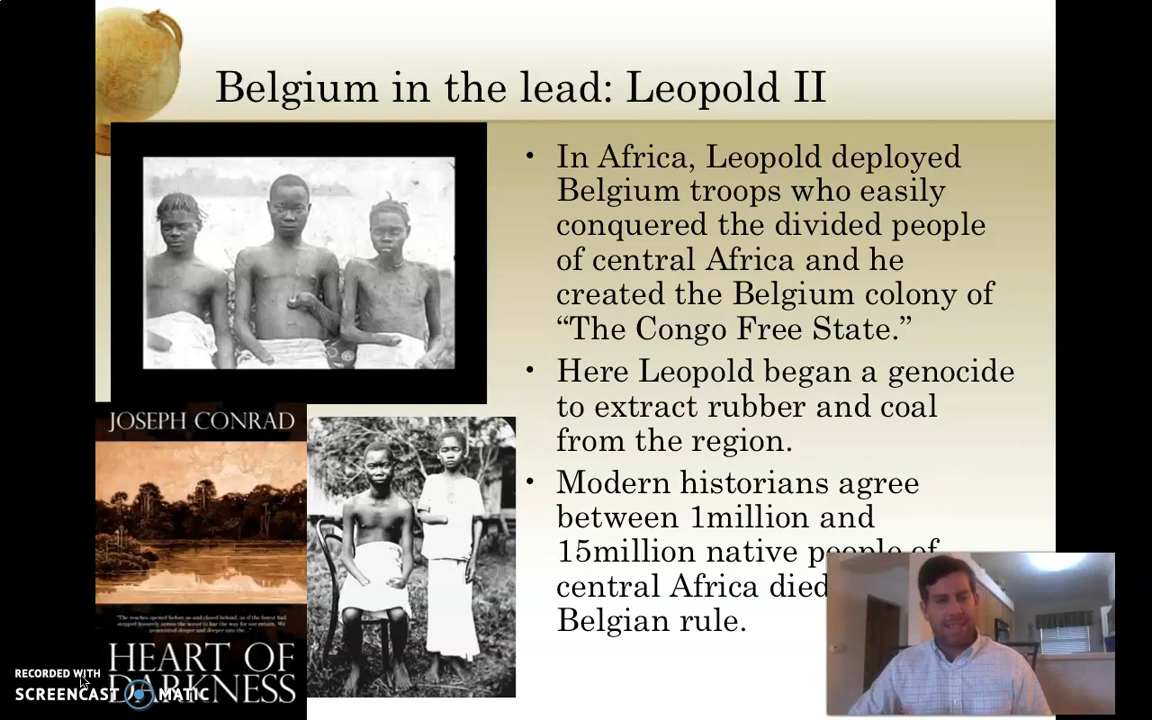 Belgium in the lead: Leopold II
• In Africa, Leopold deployed
Belgium troops who easily
conquered the divided people
of central Africa and he
created the Belgium colony of
“The Congo Free State.”
• Here Leopold began a genocide
to extract rubber and coal
from the region.
• Modern historians agree
between 1million and
15million native people of
central Africa died
Belgian rule.
JOSEPH CONRAD
HEART OF
DARKNESS
RECORDED WITH
SCREENCAST MATIC